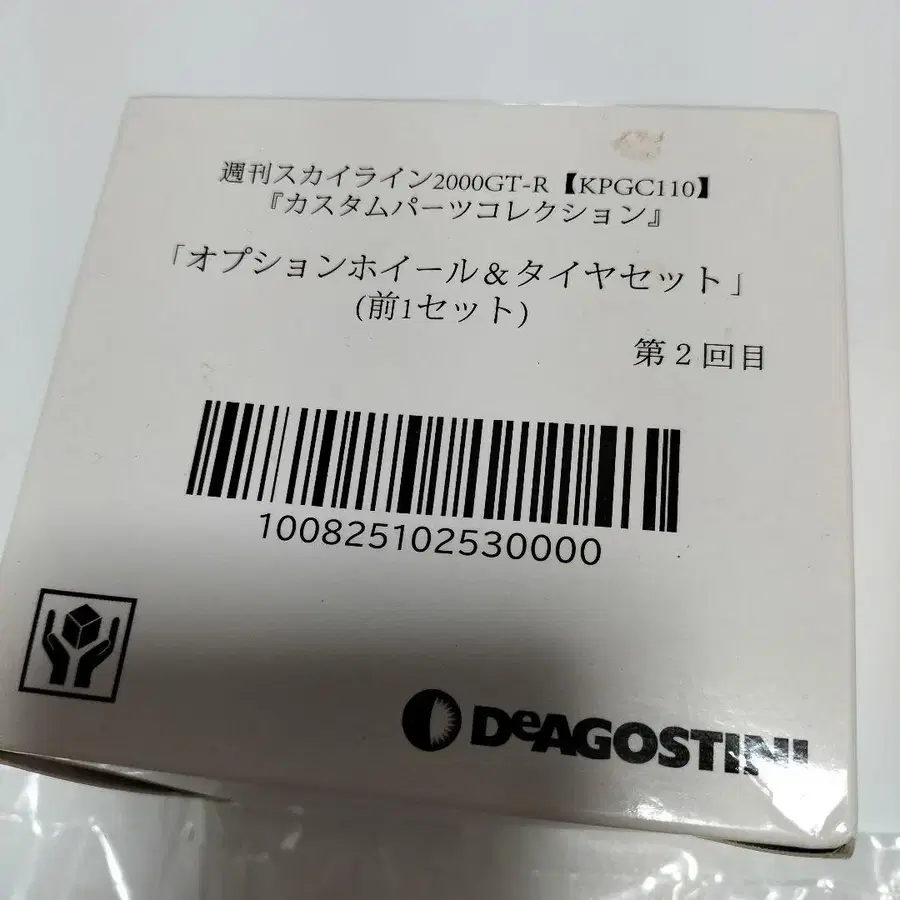 週刊スカイライン2000GT-R【KPGC110】
『カスタムパーツコレクション』
「オプションホイール＆タイヤセット」
(前1セット)
第２回目
100825102530000
DeAGOSTINI